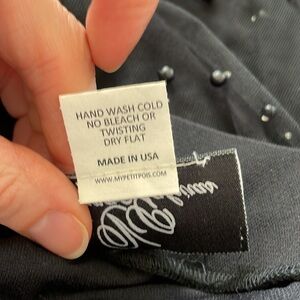 HAND WASH COLD
NO BLEACH OR
TWISTING
DRY FLAT
MADE IN USA
WWW.MYPETITPOIS.COM